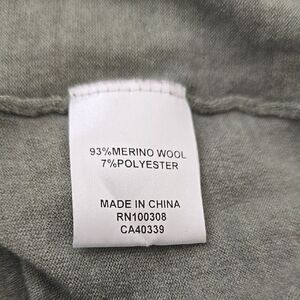 93%MERINO WOOL
7%POLYESTER
MADE IN CHINA
RN100308
CA40339